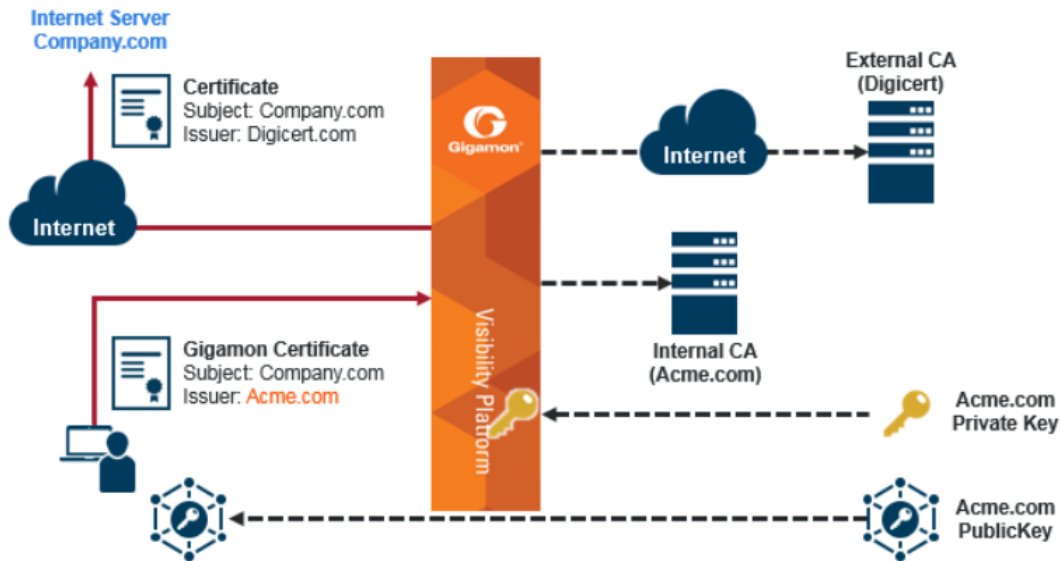 Internet Server
Company.com
Certificate
Subject: Company.com
Issuer: Digicert.com
Internet
Gigamon®
Internet
External CA
(Digicert)
Gigamon Certificate
Subject: Company.com
Issuer: Acme.com
Visibility Platform
Internal CA
(Acme.com)
Acme.com
Private Key
Acme.com
PublicKey